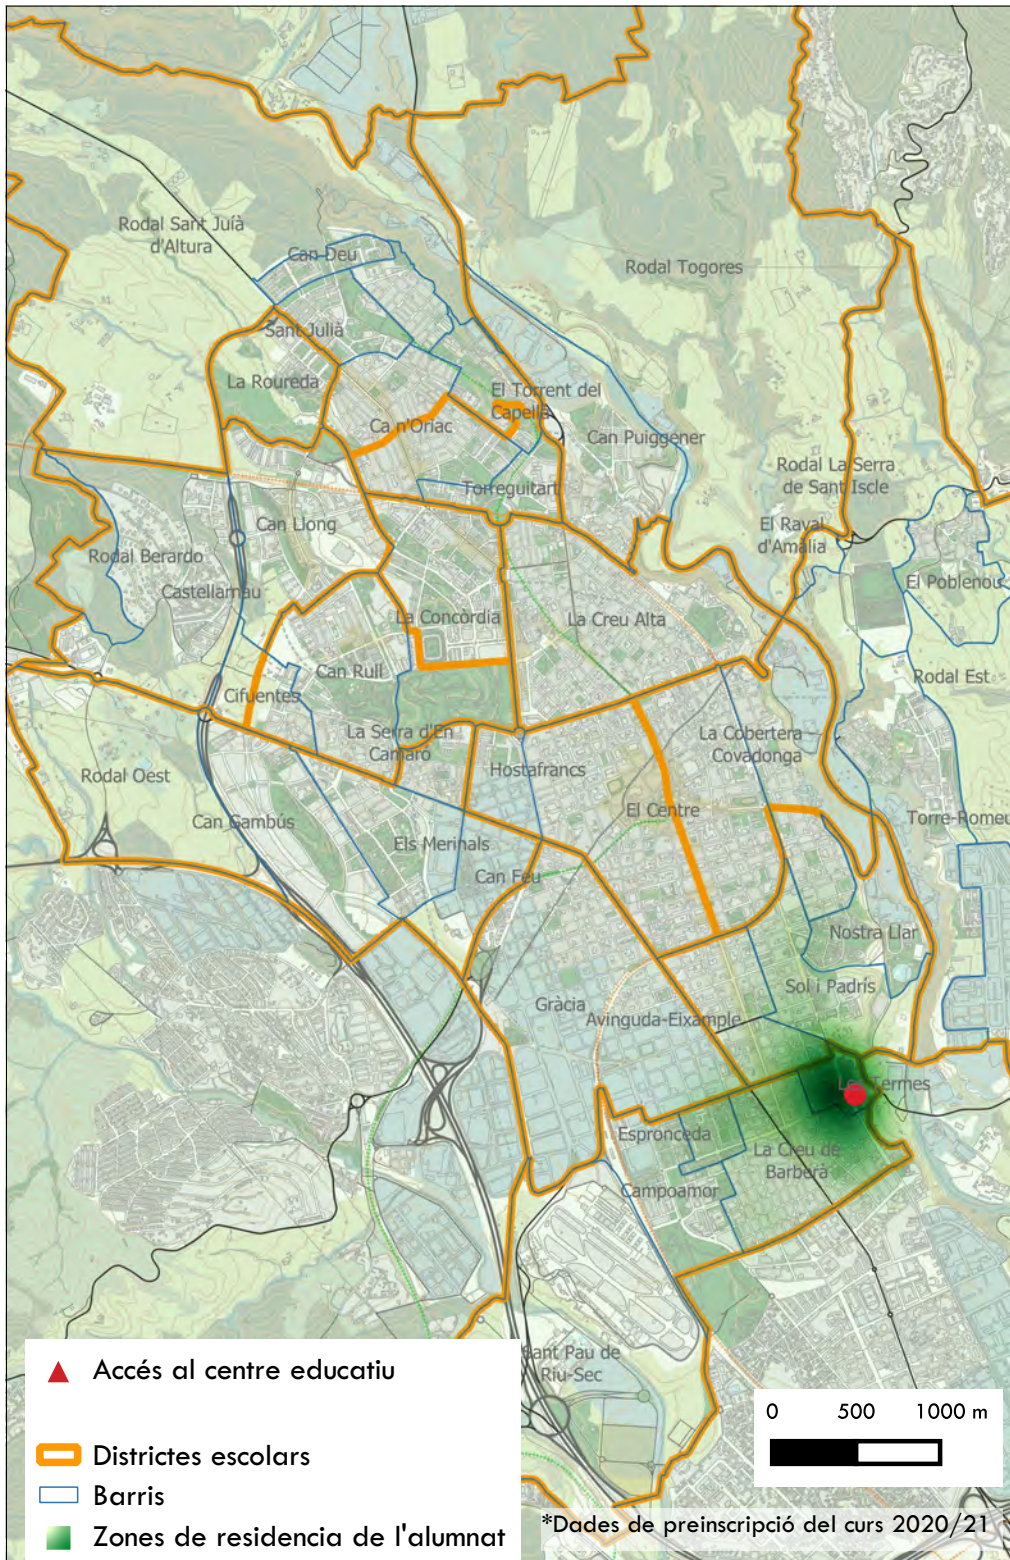 Rodal Sant Juíà
d'Altura
Can Deu
Rodal Togores
Sant Julià
La Roureda
El Torrent del
Capellà
Ca n'Oriac
Can Puiggener
Rodal La Serra
de Sant Iscle
Torreguitart
Can Llong
El Raval
d'Amàlia
Rodal Berardo
El Poblenou
Castellarnau
La Concòrdia
La Creu Alta
Can Rull
Rodal Est
Cifuentes
La Serra d'En
Camaró
La Cobertera
Covadonga
Rodal Oest
Hostafrancs
El Centre
Can Gambús
Torre-Romeu
Els Merinals
Can Feu
Nostra Llar
Sol i Padrís
Gràcia
Avinguda-Eixample
Les Termes
Espronceda
La Creu de
Barberà
Campoamor
Sant Pau de
Riu-Sec
Accés al centre educatiu
0 500 1000 m
Districtes escolars
Barris
Zones de residencia de l'alumnat
*Dades de preinscripció del curs 2020/21